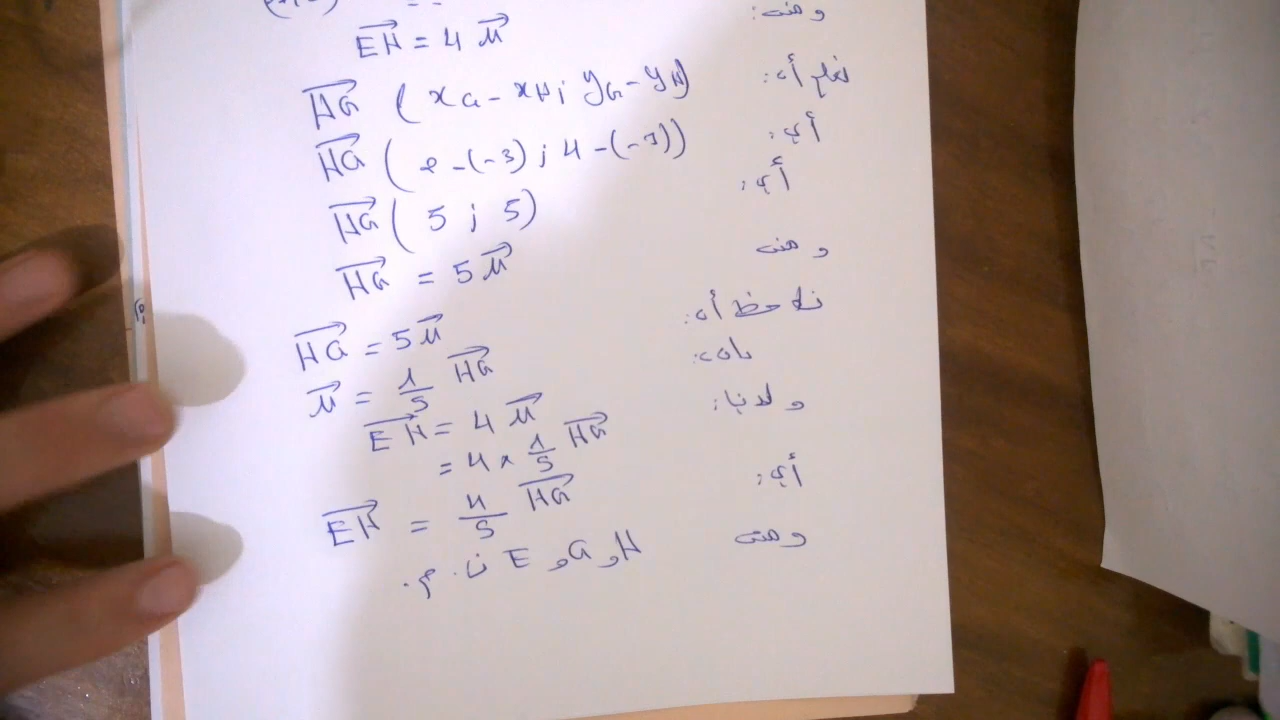 ومنه:
EH = 4 u
نعلم أن: HG ( xG - xH ; yG - yH )
أي: HG ( 2 - (-3) ; 4 - (-1))
أي: HG ( 5 ; 5)
ومنه HG = 5 u
نلاحظ أن: HG = 5 u
بما أن: u = 1/5 HG
ولدينا: EH = 4 u
= 4 × 1/5 HG
أي: EH = 4/5 HG
ومنه H و G و E ن. م.